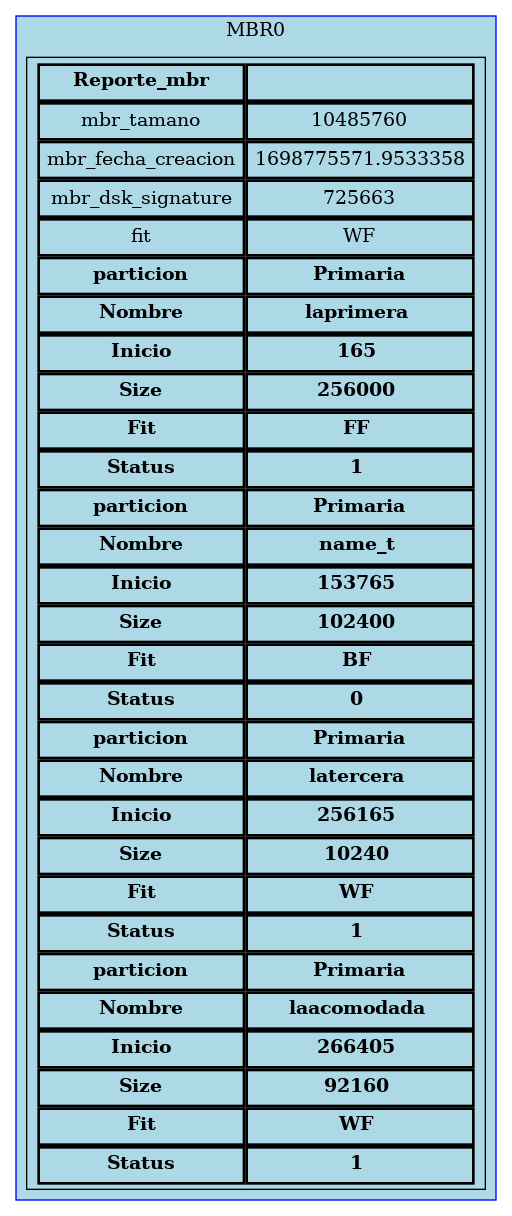 MBR0
Reporte_mbr
mbr_tamano 10485760
mbr_fecha_creacion 1698775571.9533358
mbr_dsk_signature 725663
fit WF
particion Primaria
Nombre laprimera
Inicio 165
Size 256000
Fit FF
Status 1
particion Primaria
Nombre name_t
Inicio 153765
Size 102400
Fit BF
Status 0
particion Primaria
Nombre latercera
Inicio 256165
Size 10240
Fit WF
Status 1
particion Primaria
Nombre laacomodada
Inicio 266405
Size 92160
Fit WF
Status 1